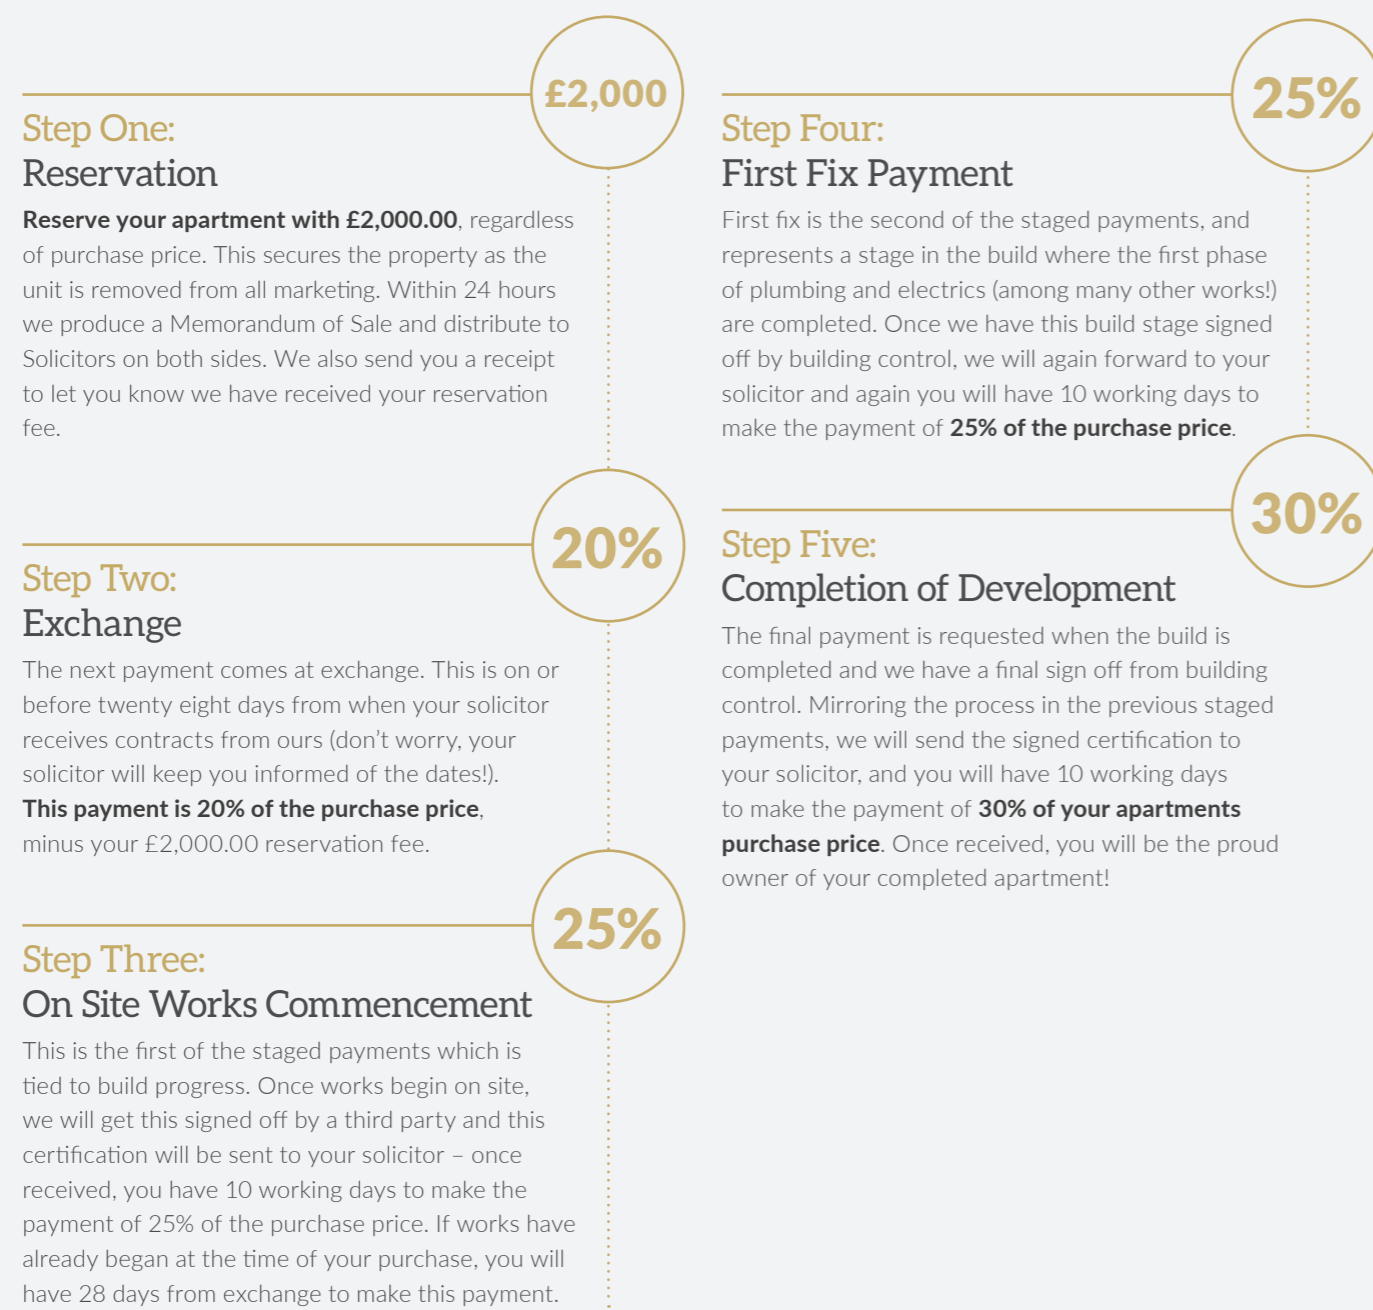 £2,000
Step One:
Reservation
Reserve your apartment with £2,000.00, regardless
of purchase price. This secures the property as the
unit is removed from all marketing. Within 24 hours
we produce a Memorandum of Sale and distribute to
Solicitors on both sides. We also send you a receipt
to let you know we have received your reservation
fee.
20%
Step Two:
Exchange
The next payment comes at exchange. This is on or
before twenty eight days from when your solicitor
receives contracts from ours (don’t worry, your
solicitor will keep you informed of the dates!).
This payment is 20% of the purchase price,
minus your £2,000.00 reservation fee.
25%
Step Three:
On Site Works Commencement
This is the first of the staged payments which is
tied to build progress. Once works begin on site,
we will get this signed off by a third party and this
certification will be sent to your solicitor – once
received, you have 10 working days to make the
payment of 25% of the purchase price. If works have
already began at the time of your purchase, you will
have 28 days from exchange to make this payment.
25%
Step Four:
First Fix Payment
First fix is the second of the staged payments, and
represents a stage in the build where the first phase
of plumbing and electrics (among many other works!)
are completed. Once we have this build stage signed
off by building control, we will again forward to your
solicitor and again you will have 10 working days to
make the payment of 25% of the purchase price.
30%
Step Five:
Completion of Development
The final payment is requested when the build is
completed and we have a final sign off from building
control. Mirroring the process in the previous staged
payments, we will send the signed certification to
your solicitor, and you will have 10 working days
to make the payment of 30% of your apartments
purchase price. Once received, you will be the proud
owner of your completed apartment!